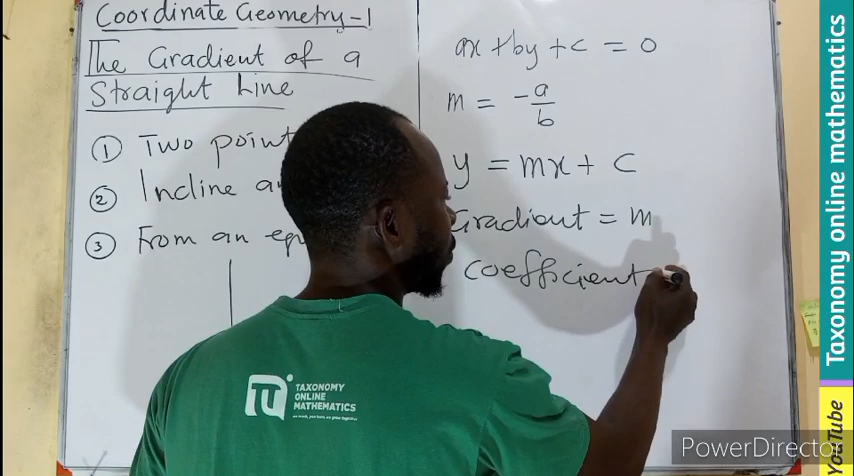 Coordinate Geometry-1
The Gradient of a
Straight Line
① Two point
② Incline a
③ From an eq
ax + by + c = 0
m = -a/b
y = mx + c
Gradient = m
coefficient
TAXONOMY
ONLINE
MATHEMATICS
Taxonomy online mathematics
YouTube
PowerDirector